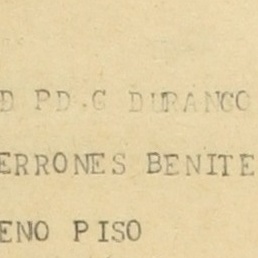 D PD.G DURANGO
ERRONES BENITE
ENO PISO